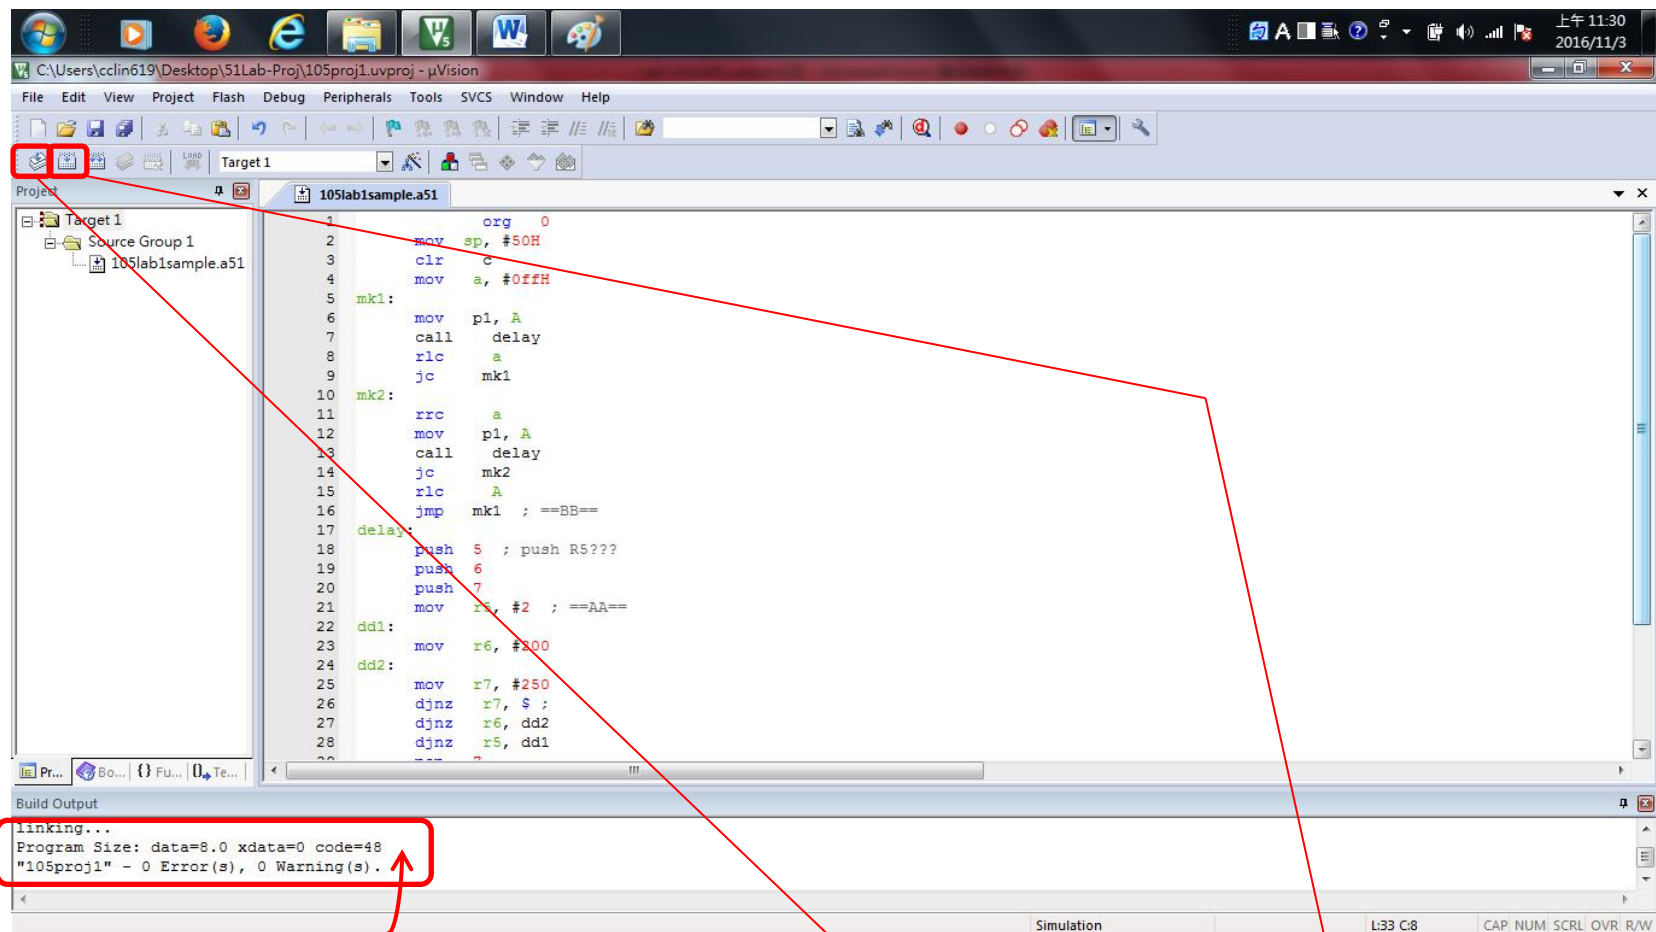 上午 11:30
2016/11/3
C:\Users\cclin619\Desktop\51Lab-Proj\105proj1.uvproj - µVision
File Edit View Project Flash Debug Peripherals Tools SVCS Window Help
LOAD Target 1
Project
105lab1sample.a51
Target 1
Source Group 1
105lab1sample.a51
1 org 0
2 mov sp, #50H
3 clr c
4 mov a, #0ffH
5 mk1:
6 mov p1, A
7 call delay
8 rlc a
9 jc mk1
10 mk2:
11 rrc a
12 mov p1, A
13 call delay
14 jc mk2
15 rlc A
16 jmp mk1 ; ==BB==
17 delay:
18 push 5 ; push R5???
19 push 6
20 push 7
21 mov r5, #2 ; ==AA==
22 dd1:
23 mov r6, #200
24 dd2:
25 mov r7, #250
26 djnz r7, $ ;
27 djnz r6, dd2
28 djnz r5, dd1
Pr... Bo... {} Fu... 0 Te...
Build Output
linking...
Program Size: data=8.0 xdata=0 code=48
"105proj1" - 0 Error(s), 0 Warning(s).
Simulation L:33 C:8 CAP NUM SCRL OVR R/W